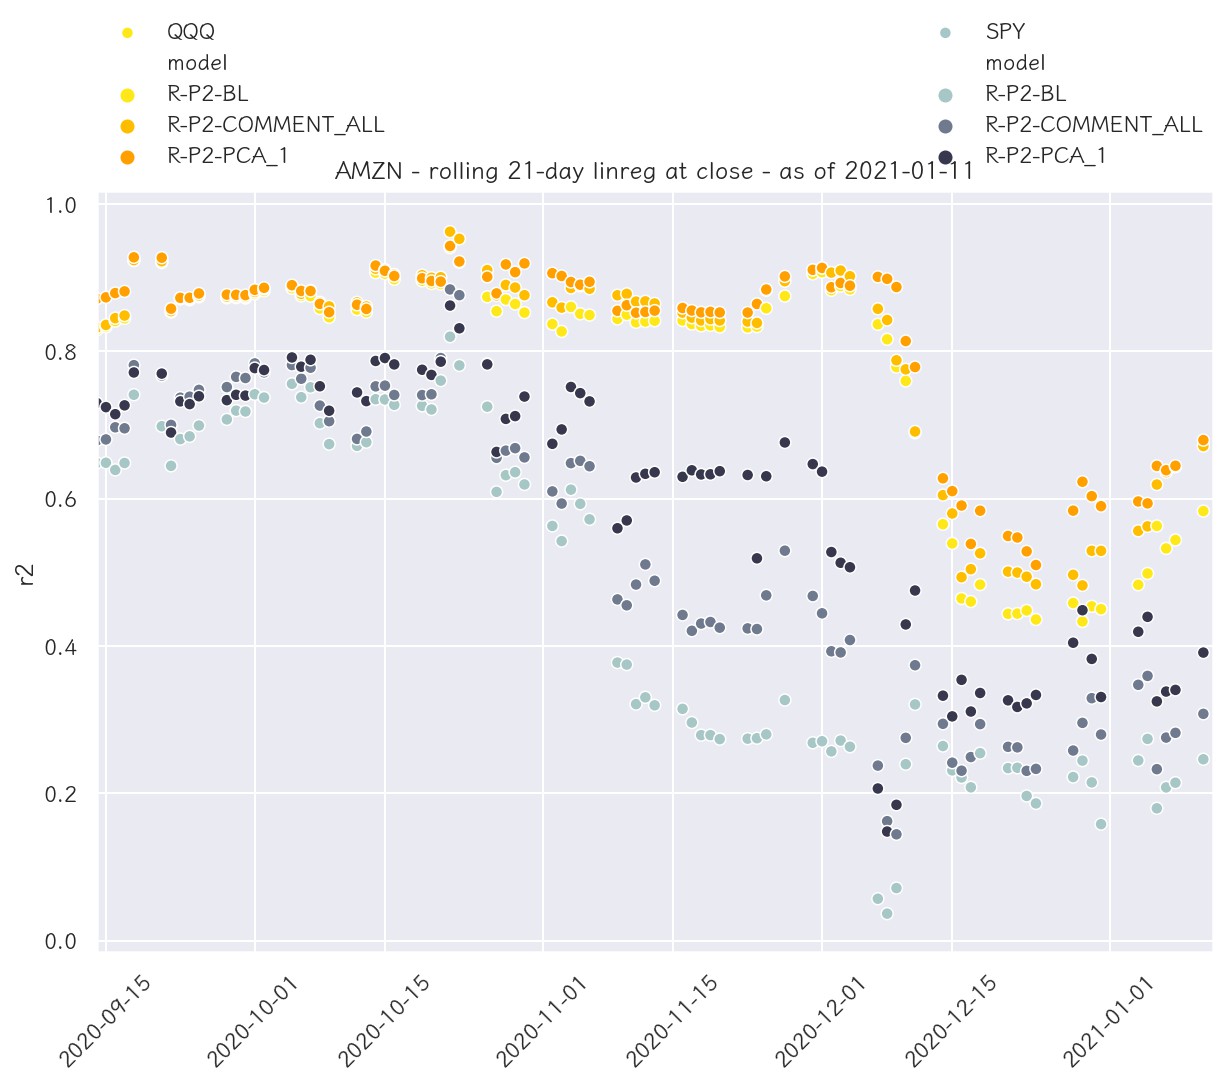 QQQ
model
R-P2-BL
R-P2-COMMENT_ALL
R-P2-PCA_1
SPY
model
R-P2-BL
R-P2-COMMENT_ALL
R-P2-PCA_1
AMZN - rolling 21-day linreg at close - as of 2021-01-11
1.0
0.8
0.6
0.4
0.2
0.0
r2
2020-09-15
2020-10-01
2020-10-15
2020-11-01
2020-11-15
2020-12-01
2020-12-15
2021-01-01